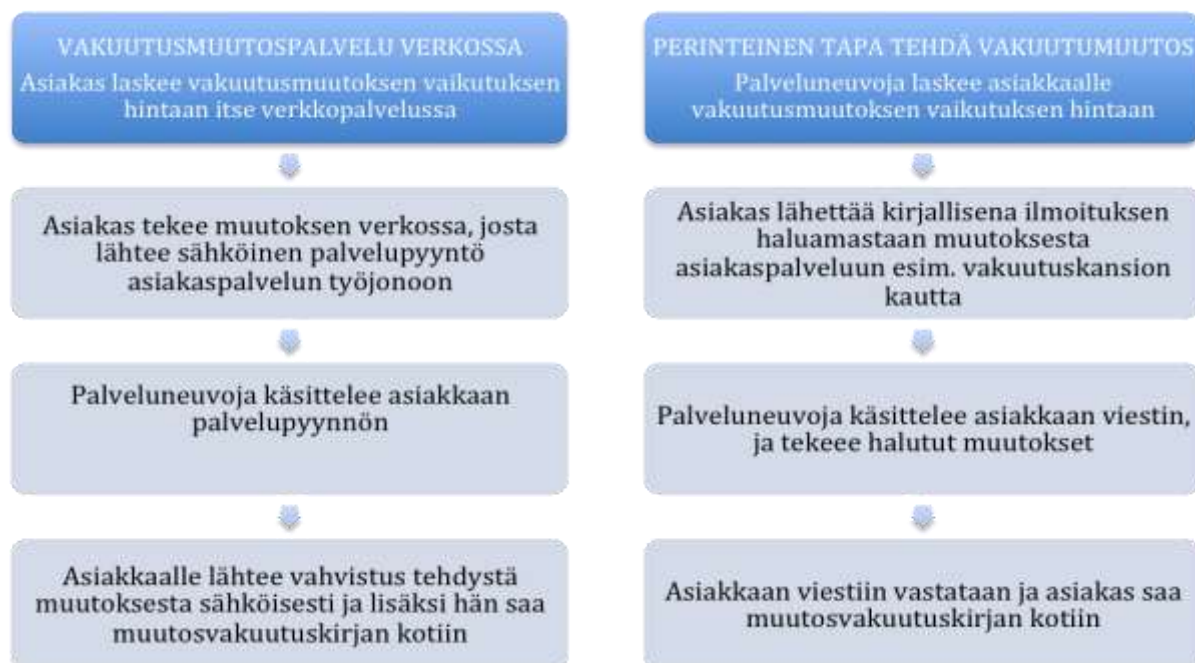 VAKUUTUSMUUTOSPALVELU VERKOSSA
Asiakas laskee vakuutusmuutoksen vaikutuksen
hintaan itse verkkopalvelussa
Asiakas tekee muutoksen verkossa, josta
lähtee sähköinen palvelupyyntö
asiakaspalvelun työjonoon
Palveluneuvoja käsittelee asiakkaan
palvelupyynnön
Asiakkaalle lähtee vahvistus tehdystä
muutoksesta sähköisesti ja lisäksi hän saa
muutosvakuutuskirjan kotiin
PERINTEINEN TAPA TEHDÄ VAKUUTUMUUTOS
Palveluneuvoja laskee asiakkaalle
vakuutusmuutoksen vaikutuksen hintaan
Asiakas lähettää kirjallisena ilmoituksen
haluamastaan muutoksesta
asiakaspalveluun esim. vakuutuskansion
kautta
Palveluneuvoja käsittelee asiakkaan viestin,
ja tekeee halutut muutokset
Asiakkaan viestiin vastataan ja asiakas saa
muutosvakuutuskirjan kotiin